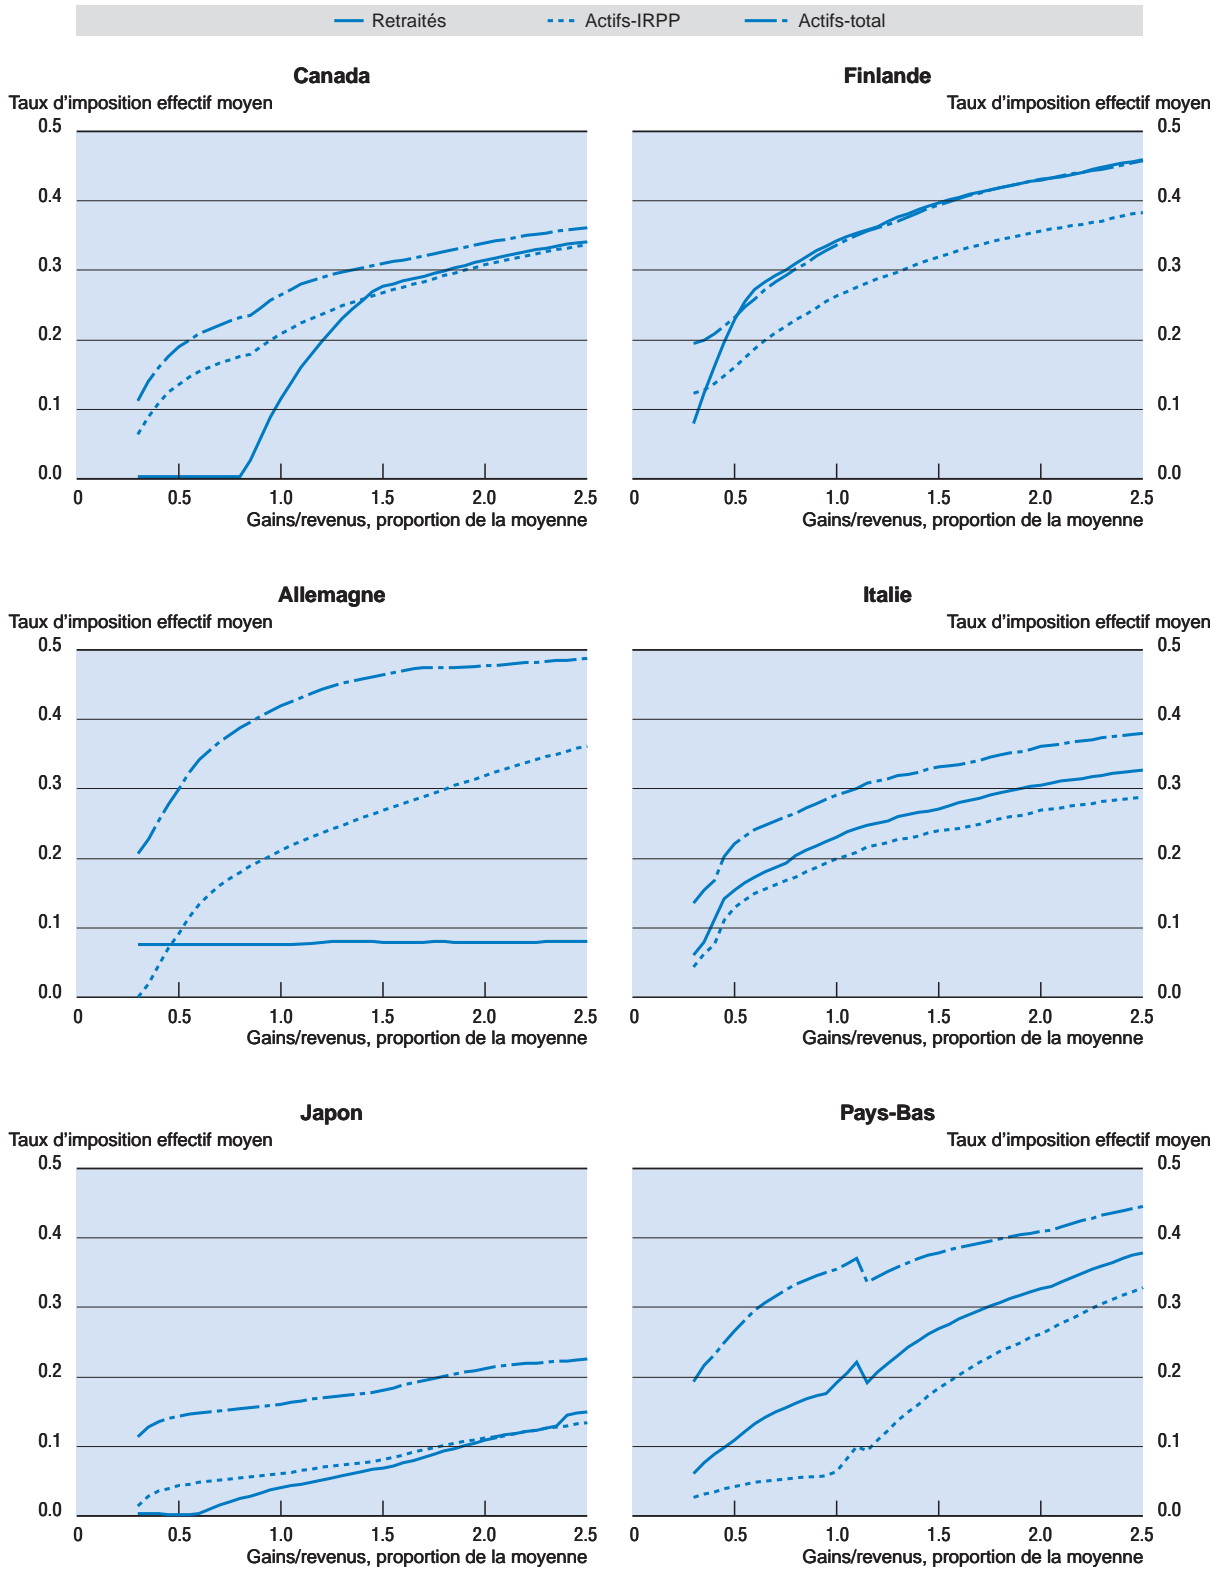 Retraités Actifs-IRPP Actifs-total
Canada
Taux d'imposition effectif moyen
0.5
0.4
0.3
0.2
0.1
0.0
0 0.5 1.0 1.5 2.0 2.5
Gains/revenus, proportion de la moyenne
Finlande
Taux d'imposition effectif moyen
0.5
0.4
0.3
0.2
0.1
0.0
0 0.5 1.0 1.5 2.0 2.5
Gains/revenus, proportion de la moyenne
Allemagne
Taux d'imposition effectif moyen
0.5
0.4
0.3
0.2
0.1
0.0
0 0.5 1.0 1.5 2.0 2.5
Gains/revenus, proportion de la moyenne
Italie
Taux d'imposition effectif moyen
0.5
0.4
0.3
0.2
0.1
0.0
0 0.5 1.0 1.5 2.0 2.5
Gains/revenus, proportion de la moyenne
Japon
Taux d'imposition effectif moyen
0.5
0.4
0.3
0.2
0.1
0.0
0 0.5 1.0 1.5 2.0 2.5
Gains/revenus, proportion de la moyenne
Pays-Bas
Taux d'imposition effectif moyen
0.5
0.4
0.3
0.2
0.1
0.0
0 0.5 1.0 1.5 2.0 2.5
Gains/revenus, proportion de la moyenne